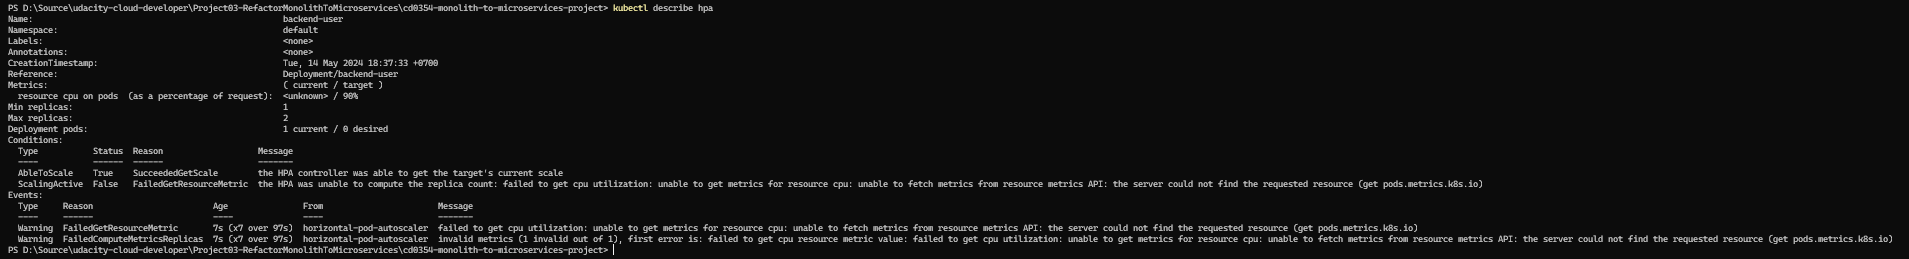 PS D:\Source\udacity-cloud-developer\Project03-RefactorMonolithToMicroservices\cd0354-monolith-to-microservices-project> kubectl describe hpa
Name:                                                  backend-user
Namespace:                                             default
Labels:                                                <none>
Annotations:                                           <none>
CreationTimestamp:                                     Tue, 14 May 2024 18:37:33 +0700
Reference:                                             Deployment/backend-user
Metrics:                                               ( current / target )
  resource cpu on pods  (as a percentage of request):  <unknown> / 90%
Min replicas:                                          1
Max replicas:                                          2
Deployment pods:                                       1 current / 0 desired
Conditions:
  Type           Status  Reason                   Message
  ----           ------  ------                   -------
  AbleToScale    True    SucceededGetScale        the HPA controller was able to get the target's current scale
  ScalingActive  False   FailedGetResourceMetric  the HPA was unable to compute the replica count: failed to get cpu utilization: unable to get metrics for resource cpu: unable to fetch metrics from resource metrics API: the server could not find the requested resource (get pods.metrics.k8s.io)
Events:
  Type     Reason                        Age               From                       Message
  ----     ------                        ----              ----                       -------
  Warning  FailedGetResourceMetric       7s (x7 over 97s)  horizontal-pod-autoscaler  failed to get cpu utilization: unable to get metrics for resource cpu: unable to fetch metrics from resource metrics API: the server could not find the requested resource (get pods.metrics.k8s.io)
  Warning  FailedComputeMetricsReplicas  7s (x7 over 97s)  horizontal-pod-autoscaler  invalid metrics (1 invalid out of 1), first error is: failed to get cpu resource metric value: failed to get cpu utilization: unable to get metrics for resource cpu: unable to fetch metrics from resource metrics API: the server could not find the requested resource (get pods.metrics.k8s.io)
PS D:\Source\udacity-cloud-developer\Project03-RefactorMonolithToMicroservices\cd0354-monolith-to-microservices-project>